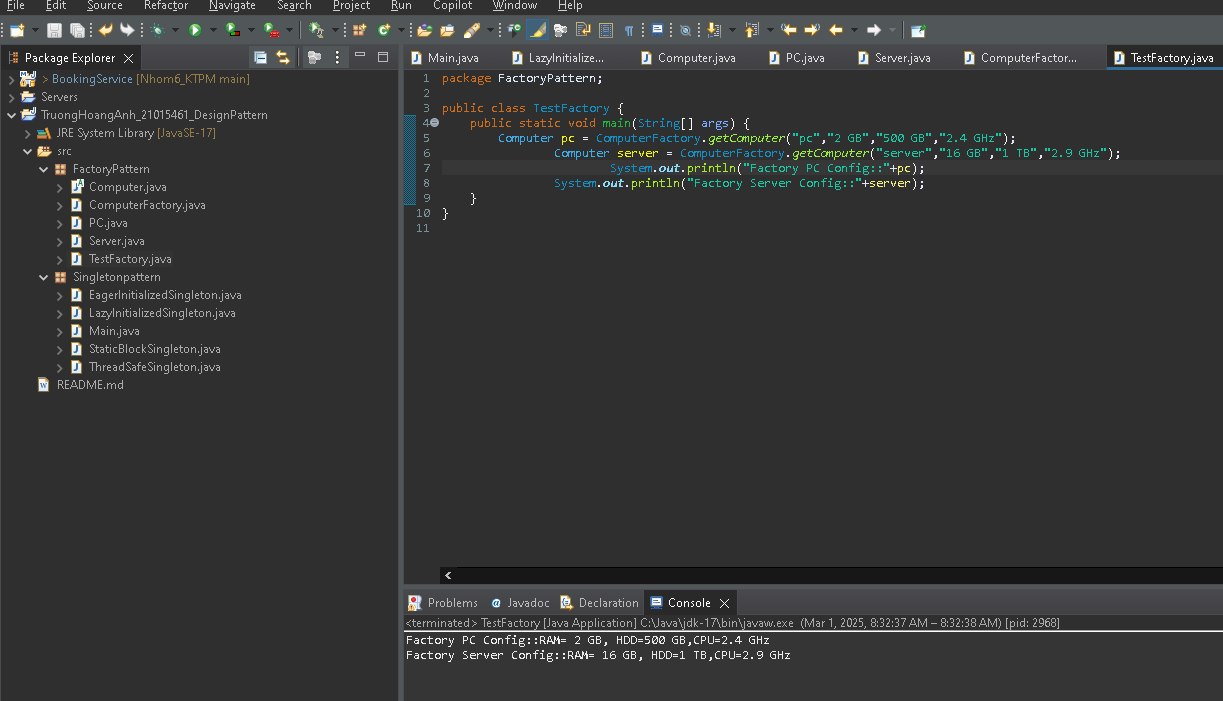 File Edit Source Refactor Navigate Search Project Run Copilot Window Help
Package Explorer
Main.java LazyInitialize... Computer.java PC.java Server.java ComputerFactor... TestFactory.java
> BookingService [Nhom6_KTPM main]
Servers
TruongHoangAnh_21015461_DesignPattern
JRE System Library [JavaSE-17]
src
FactoryPattern
Computer.java
ComputerFactory.java
PC.java
Server.java
TestFactory.java
Singletonpattern
EagerInitializedSingleton.java
LazyInitializedSingleton.java
Main.java
StaticBlockSingleton.java
ThreadSafeSingleton.java
README.md
1 package FactoryPattern;
2
3 public class TestFactory {
4 public static void main(String[] args) {
5 Computer pc = ComputerFactory.getComputer("pc","2 GB","500 GB","2.4 GHz");
6 Computer server = ComputerFactory.getComputer("server","16 GB","1 TB","2.9 GHz");
7 System.out.println("Factory PC Config::"+pc);
8 System.out.println("Factory Server Config::"+server);
9 }
10 }
11
Problems @ Javadoc Declaration Console
<terminated> TestFactory [Java Application] C:\Java\jdk-17\bin\javaw.exe (Mar 1, 2025, 8:32:37 AM – 8:32:38 AM) [pid: 2968]
Factory PC Config::RAM= 2 GB, HDD=500 GB,CPU=2.4 GHz
Factory Server Config::RAM= 16 GB, HDD=1 TB,CPU=2.9 GHz